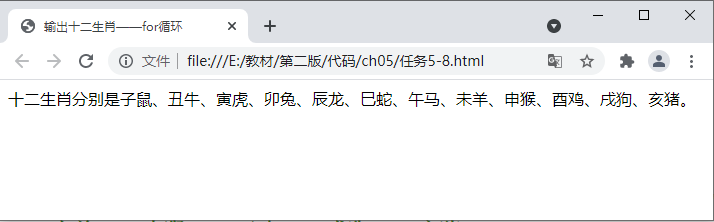 输出十二生肖——for循环
文件 file:///E:/教材/第二版/代码/ch05/任务5-8.html
十二生肖分别是子鼠、丑牛、寅虎、卯兔、辰龙、巳蛇、午马、未羊、申猴、酉鸡、戌狗、亥猪。